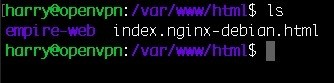 harry@openvpn:/var/www/html$ ls
empire-web  index.nginx-debian.html
harry@openvpn:/var/www/html$